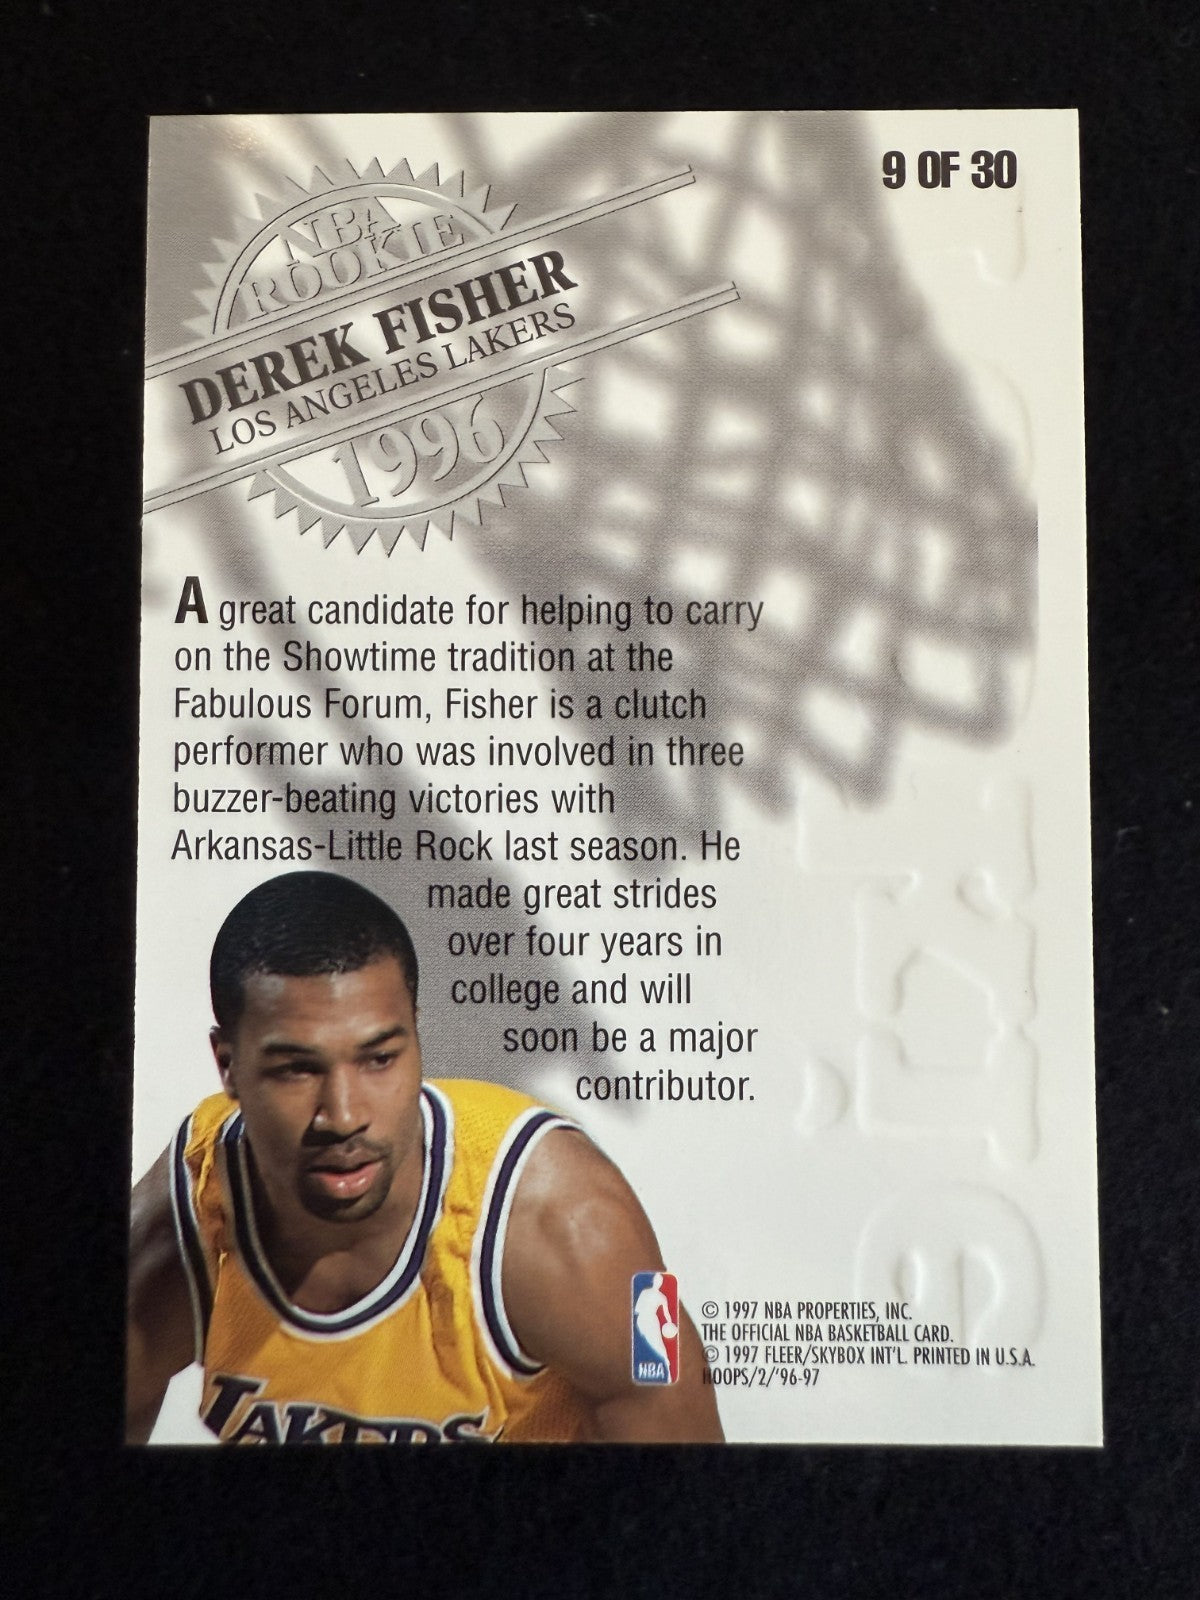 9 OF 30
NBA
ROOKIE
DEREK FISHER
LOS ANGELES LAKERS
1996
A great candidate for helping to carry
on the Showtime tradition at the
Fabulous Forum, Fisher is a clutch
performer who was involved in three
buzzer-beating victories with
Arkansas-Little Rock last season. He
made great strides
over four years in
college and will
soon be a major
contributor.
LAKERS
NBA
© 1997 NBA PROPERTIES, INC.
THE OFFICIAL NBA BASKETBALL CARD.
© 1997 FLEER/SKYBOX INT'L. PRINTED IN U.S.A.
HOOPS/2/'96-97